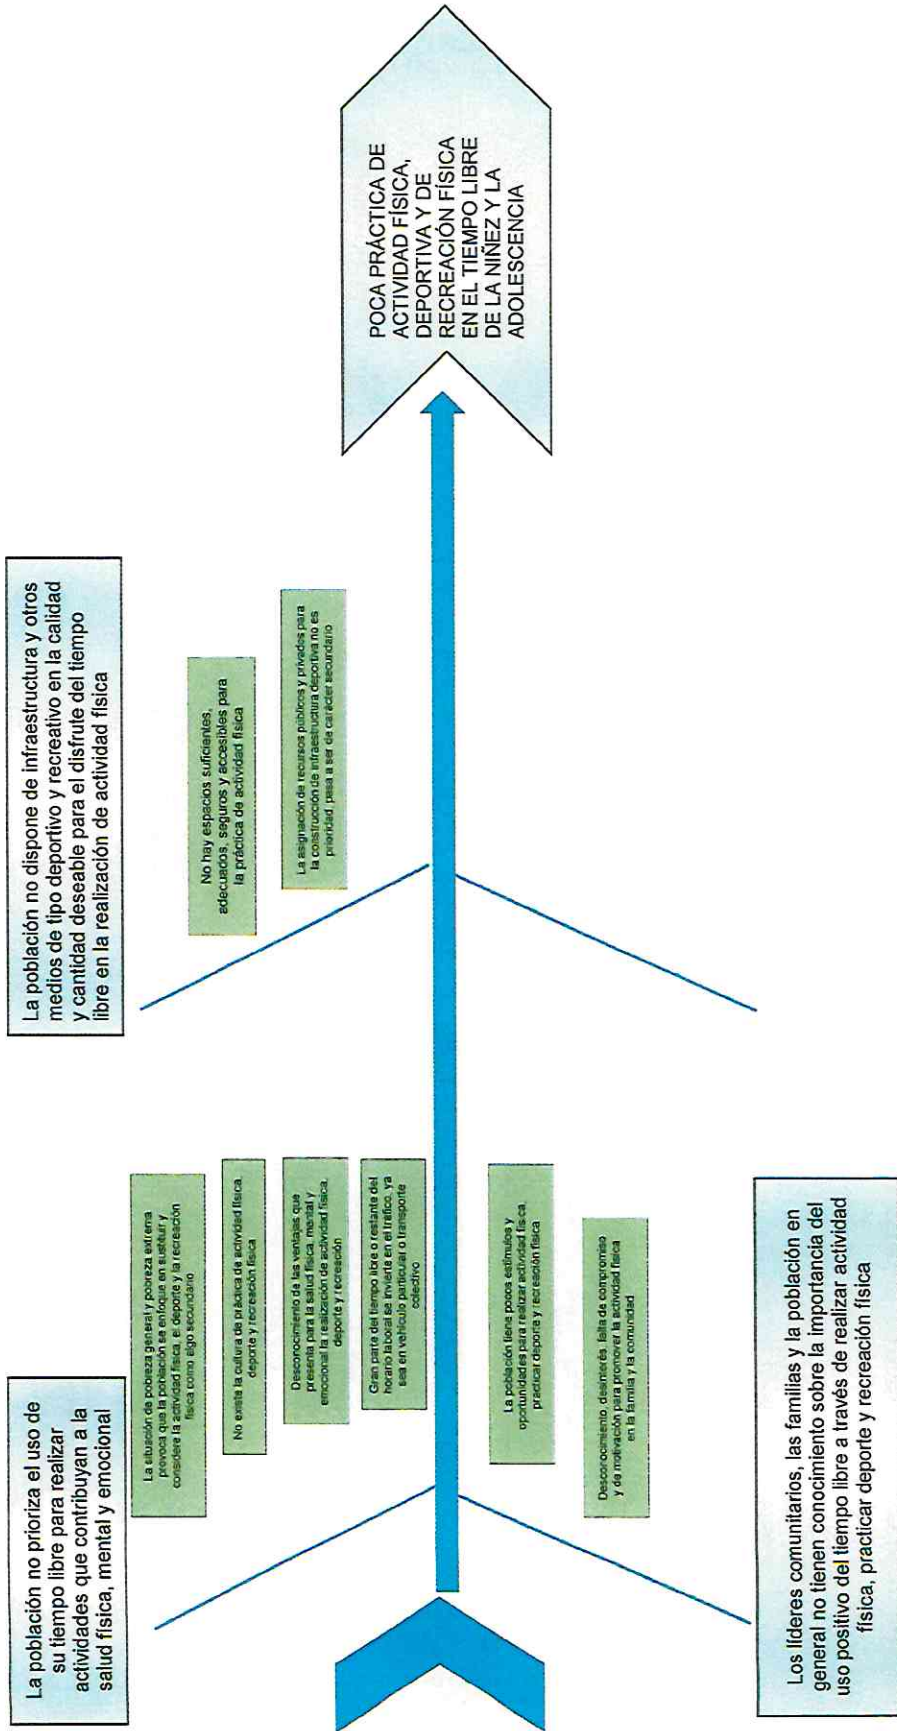 La población no prioriza el uso de
su tiempo libre para realizar
actividades que contribuyan a la
salud física, mental y emocional
La situación de pobreza general y pobreza extrema
provoca que la población se enfoque en sustituir y
considere la actividad física, el deporte y la recreación
física como algo secundario
No existe la cultura de práctica de actividad física,
deporte y recreación física
Desconocimiento de las ventajas que
presenta para la salud física, mental y
emocional la realización de actividad física,
deporte y recreación
Gran parte del tiempo libre o restante del
horario laboral se invierte en el tráfico, ya
sea en vehículo particular o transporte
colectivo
La población no dispone de infraestructura y otros
medios de tipo deportivo y recreativo en la calidad
y cantidad deseable para el disfrute del tiempo
libre en la realización de actividad física
No hay espacios suficientes,
adecuados, seguros y accesibles para
la práctica de actividad física
La asignación de recursos públicos y privados para
la construcción de infraestructura deportiva no es
prioridad, pasa a ser de carácter secundario
La población tiene pocos estímulos y
oportunidades para realizar actividad física,
practicar deporte y recreación física
Desconocimiento, desinterés, falta de compromiso
y de motivación para promover la actividad física
en la familia y la comunidad
Los líderes comunitarios, las familias y la población en
general no tienen conocimiento sobre la importancia del
uso positivo del tiempo libre a través de realizar actividad
física, practicar deporte y recreación física
POCA PRÁCTICA DE
ACTIVIDAD FÍSICA,
DEPORTIVA Y DE
RECREACIÓN FÍSICA
EN EL TIEMPO LIBRE
DE LA NIÑEZ Y LA
ADOLESCENCIA